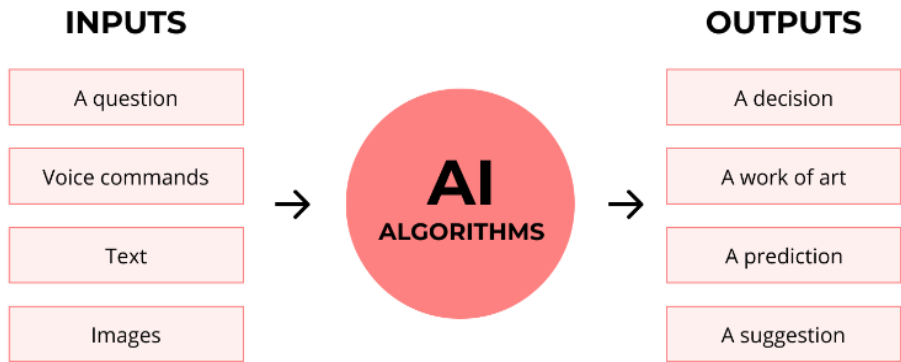 INPUTS
A question
Voice commands
Text
Images
→
AI
ALGORITHMS
→
OUTPUTS
A decision
A work of art
A prediction
A suggestion